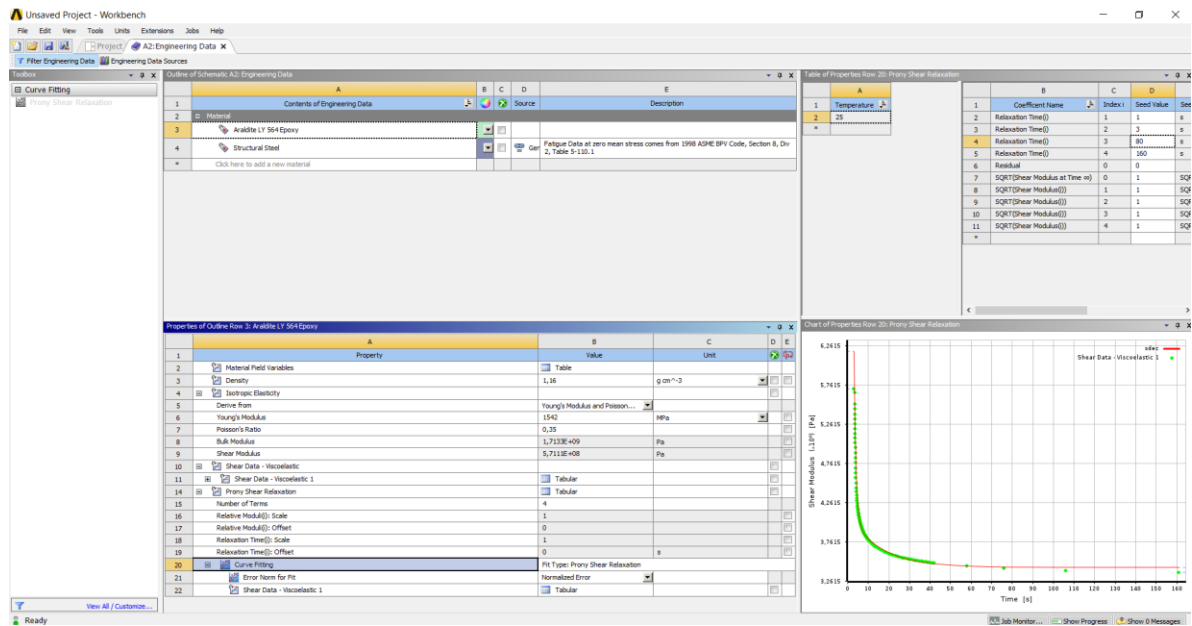 Unsaved Project - Workbench
File Edit View Tools Units Extensions Jobs Help
Project A2:Engineering Data
Filter Engineering Data Engineering Data Sources
Toolbox
Curve Fitting
Prony Shear Relaxation
View All / Customize...
Outline of Schematic A2: Engineering Data
A B C D E
1 Contents of Engineering Data Source Description
2 Material
3 Araldite LY 564 Epoxy
4 Structural Steel Fatigue Data at zero mean stress comes from 1998 ASME BPV Code, Section 8, Div
2, Table 5-110.1
* Click here to add a new material
Properties of Outline Row 3: Araldite LY 564 Epoxy
A B C D E
1 Property Value Unit
2 Material Field Variables Table
3 Density 1,16 g cm^-3
4 Isotropic Elasticity
5 Derive from Young's Modulus and Poisson...
6 Young's Modulus 1542 MPa
7 Poisson's Ratio 0,35
8 Bulk Modulus 1,7133E+09 Pa
9 Shear Modulus 5,7111E+08 Pa
10 Shear Data - Viscoelastic
11 Shear Data - Viscoelastic 1 Tabular
14 Prony Shear Relaxation Tabular
15 Number of Terms 4
16 Relative Moduli(i): Scale 1
17 Relative Moduli(i): Offset 0
18 Relaxation Time(i): Scale 1
19 Relaxation Time(i): Offset 0 s
20 Curve Fitting Fit Type: Prony Shear Relaxation
21 Error Norm for Fit Normalized Error
22 Shear Data - Viscoelastic 1 Tabular
Table of Properties Row 20: Prony Shear Relaxation
A
1 Temperature
2 25
*
B C D
1 Coefficent Name Index i Seed Value See
2 Relaxation Time(i) 1 1 s
3 Relaxation Time(i) 2 3 s
4 Relaxation Time(i) 3 80 s
5 Relaxation Time(i) 4 160 s
6 Residual 0 0
7 SQRT(Shear Modulus at Time ∞) 0 1
8 SQRT(Shear Modulus(i)) 1 1
9 SQRT(Shear Modulus(i)) 2 1
10 SQRT(Shear Modulus(i)) 3 1
11 SQRT(Shear Modulus(i)) 4 1
*
Chart of Properties Row 20: Prony Shear Relaxation
Shear Data - Viscoelastic 1
6,2615
5,7615
5,2615
4,7615
4,2615
3,7615
3,2615
0 10 20 30 40 50 60 70 80 90 100 110 120 130 140 150 160
Time [s]
Ready
Job Monitor... Show Progress Show 0 Messages